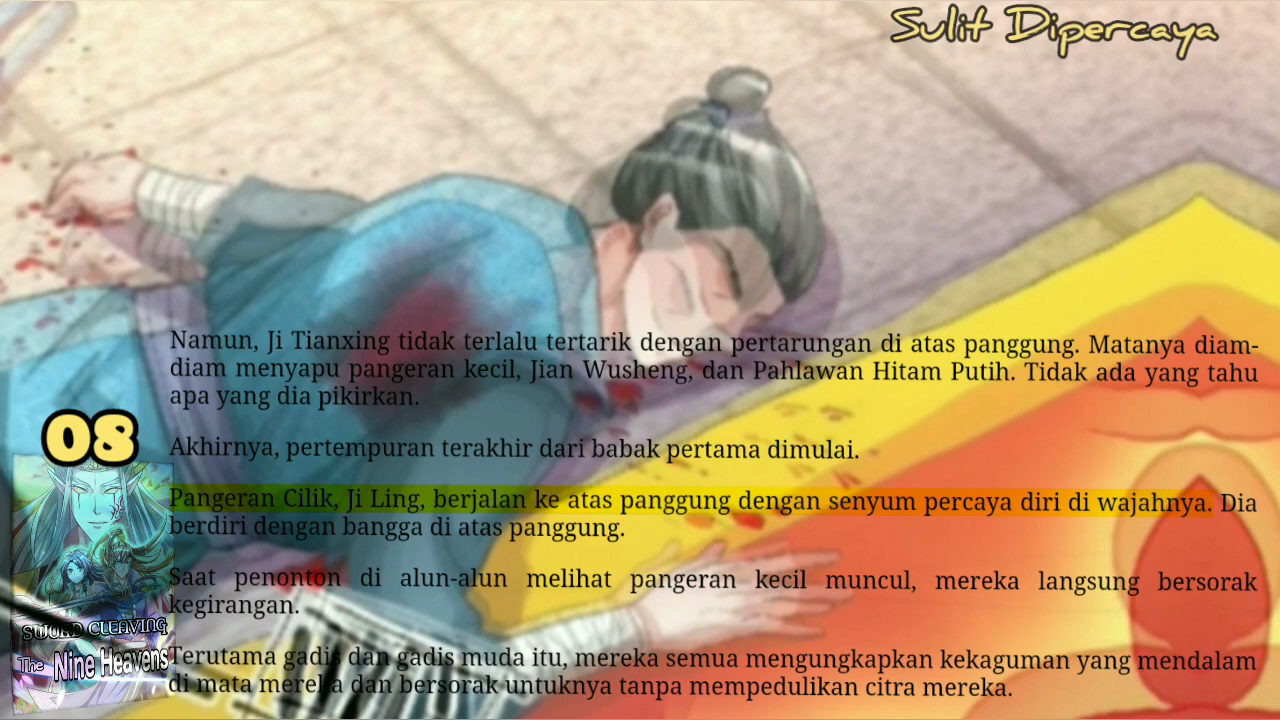 Sulit Dipercaya
Namun, Ji Tianxing tidak terlalu tertarik dengan pertarungan di atas panggung. Matanya diam-
diam menyapu pangeran kecil, Jian Wusheng, dan Pahlawan Hitam Putih. Tidak ada yang tahu
apa yang dia pikirkan.
08
Akhirnya, pertempuran terakhir dari babak pertama dimulai.
Pangeran Cilik, Ji Ling, berjalan ke atas panggung dengan senyum percaya diri di wajahnya. Dia
berdiri dengan bangga di atas panggung.
Saat penonton di alun-alun melihat pangeran kecil muncul, mereka langsung bersorak
kegirangan.
SWORD CLEAVING
The Nine Heavens
Terutama gadis dan gadis muda itu, mereka semua mengungkapkan kekaguman yang mendalam
di mata mereka dan bersorak untuknya tanpa mempedulikan citra mereka.